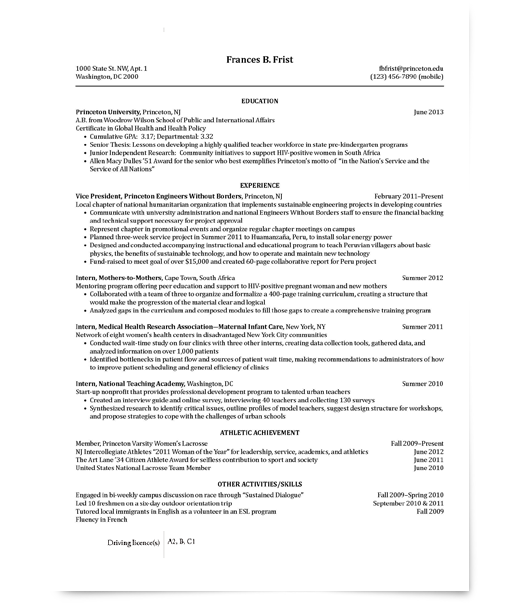 Frances B. Frist
1000 State St. NW, Apt. 1 fbfrist@princeton.edu
Washington, DC 2000 (123) 456-7890 (mobile)
EDUCATION
Princeton University, Princeton, NJ June 2013
A.B. from Woodrow Wilson School of Public and International Affairs
Certificate in Global Health and Health Policy
• Cumulative GPA: 3.17; Departmental: 3.32
• Senior Thesis: Lessons on developing a highly qualified teacher workforce in state pre-kindergarten programs
• Junior Independent Research: Community initiatives to support HIV-positive women in South Africa
• Allen Macy Dulles '51 Award for the senior who best exemplifies Princeton's motto of "in the Nation's Service and the
Service of All Nations"
EXPERIENCE
Vice President, Princeton Engineers Without Borders, Princeton, NJ February 2011–Present
Local chapter of national humanitarian organization that implements sustainable engineering projects in developing countries
• Communicate with university administration and national Engineers Without Borders staff to ensure the financial backing
and technical support necessary for project approval
• Represent chapter in promotional events and organize regular chapter meetings on campus
• Planned three-week service project in Summer 2011 to Huamanzaña, Peru, to install solar energy power
• Designed and conducted accompanying instructional and educational program to teach Peruvian villagers about basic
physics, the benefits of sustainable technology, and how to operate and maintain new technology
• Fund-raised to meet goal of over $15,000 and created 60-page collaborative report for Peru project
Intern, Mothers-to-Mothers, Cape Town, South Africa Summer 2012
Mentoring program offering peer education and support to HIV-positive pregnant woman and new mothers
• Collaborated with a team of three to organize and formalize a 400-page training curriculum, creating a structure that
would make the progression of the material clear and logical
• Analyzed gaps in the curriculum and composed modules to fill those gaps to create a comprehensive training program
Intern, Medical Health Research Association—Maternal Infant Care, New York, NY Summer 2011
Network of eight women's health centers in disadvantaged New York City communities
• Conducted wait-time study on four clinics with three other interns, creating data collection tools, gathered data, and
analyzed information on over 1,000 patients
• Identified bottlenecks in patient flow and sources of patient wait time, making recommendations to administrators of how
to improve patient scheduling and general efficiency of clinics
Intern, National Teaching Academy, Washington, DC Summer 2010
Start-up nonprofit that provides professional development program to talented urban teachers
• Created an interview guide and online survey, interviewing 40 teachers and collecting 130 surveys
• Synthesized research to identify critical issues, outline profiles of model teachers, suggest design structure for workshops,
and propose strategies to cope with the challenges of urban schools
ATHLETIC ACHIEVEMENT
Member, Princeton Varsity Women's Lacrosse Fall 2009–Present
NJ Intercollegiate Athletes "2011 Woman of the Year" for leadership, service, academics, and athletics June 2012
The Art Lane '34 Citizen Athlete Award for selfless contribution to sport and society June 2011
United States National Lacrosse Team Member June 2010
OTHER ACTIVITIES/SKILLS
Engaged in bi-weekly campus discussion on race through "Sustained Dialogue" Fall 2009–Spring 2010
Led 10 freshmen on a six-day outdoor orientation trip September 2010 & 2011
Tutored local immigrants in English as a volunteer in an ESL program Fall 2009
Fluency in French
Driving licence(s) A2, B, C1